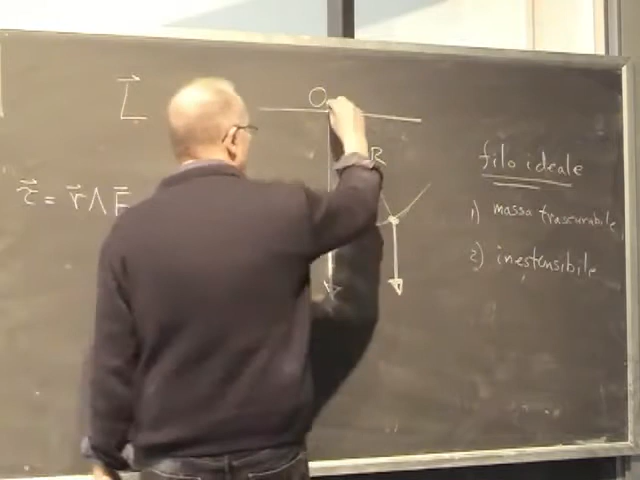 L⃗
O
R
τ⃗ = r⃗ ∧ F⃗
filo ideale
1) massa trascurabile
2) inestensibile